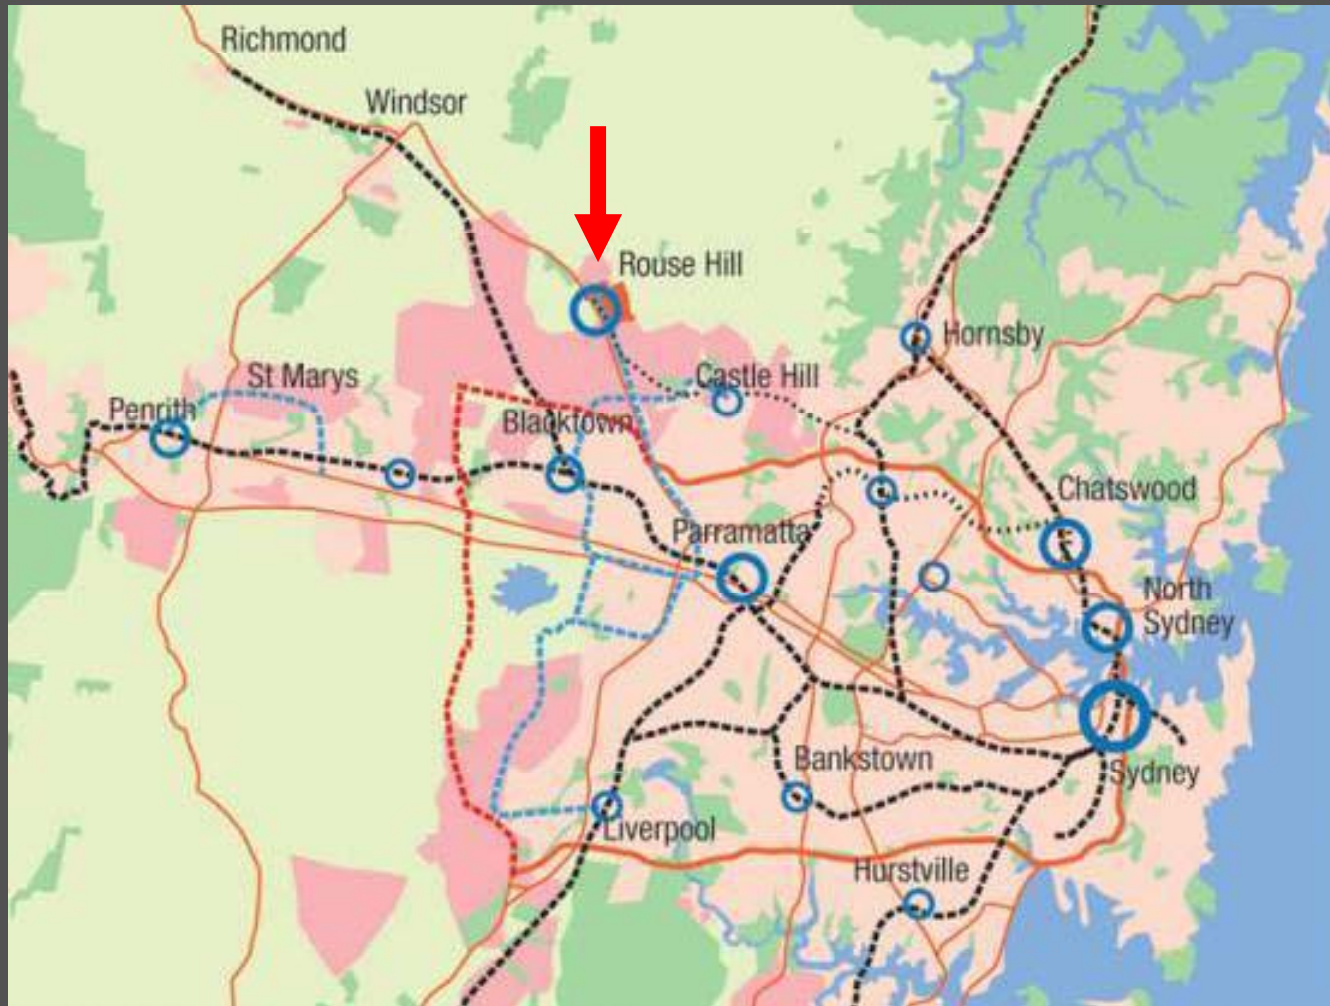 Richmond
Windsor
Rouse Hill
Hornsby
St Marys
Castle Hill
Penrith
Blacktown
Chatswood
Parramatta
North
Sydney
Bankstown
Sydney
Liverpool
Hurstville